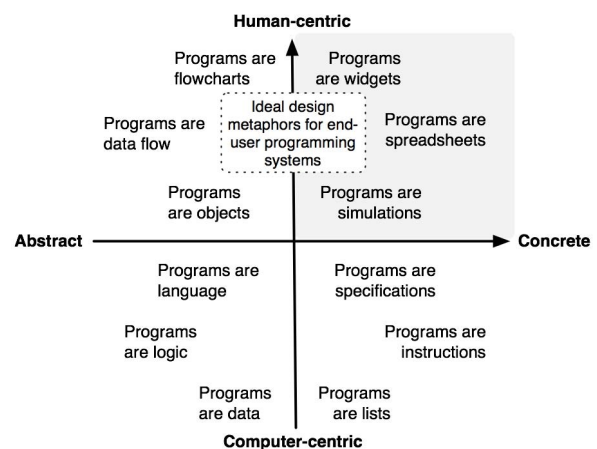 Human-centric
Programs are
flowcharts
Programs
are widgets
Ideal design
metaphors for end-
user programming
systems
Programs are
data flow
Programs are
spreadsheets
Programs
are objects
Programs are
simulations
Abstract
Concrete
Programs are
language
Programs are
specifications
Programs
are logic
Programs are
instructions
Programs
are data
Programs
are lists
Computer-centric